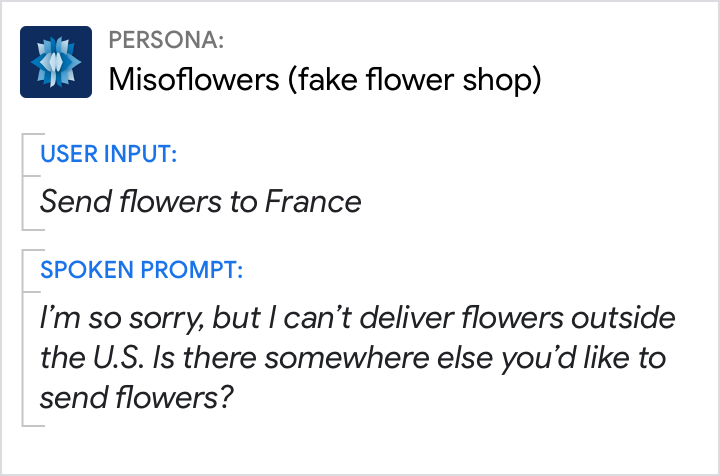 PERSONA:
Misoflowers (fake flower shop)
USER INPUT:
Send flowers to France
SPOKEN PROMPT:
I’m so sorry, but I can’t deliver flowers outside
the U.S. Is there somewhere else you’d like to
send flowers?